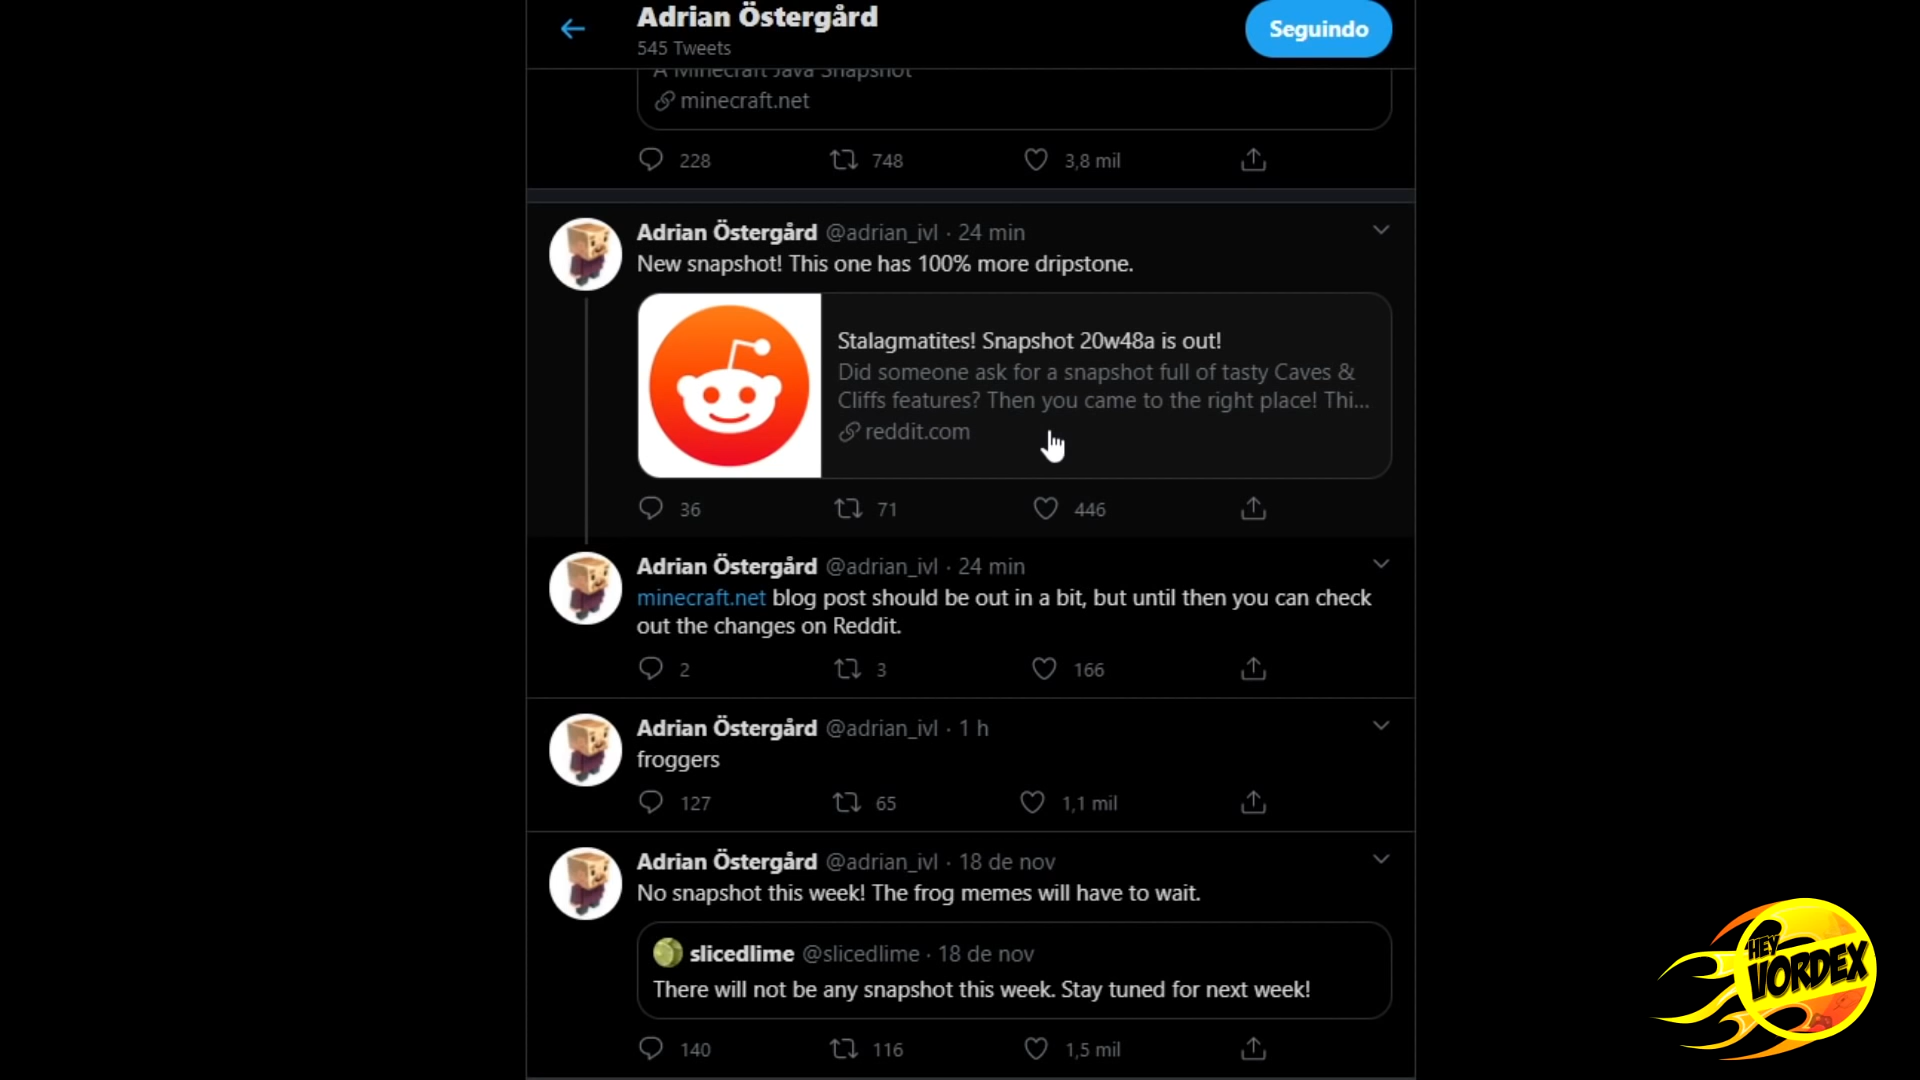 Adrian Östergård
545 Tweets
Seguindo
A Minecraft Java Snapshot
minecraft.net
228 748 3,8 mil
Adrian Östergård @adrian_ivl · 24 min
New snapshot! This one has 100% more dripstone.
Stalagmatites! Snapshot 20w48a is out!
Did someone ask for a snapshot full of tasty Caves &
Cliffs features? Then you came to the right place! Thi...
reddit.com
36 71 446
Adrian Östergård @adrian_ivl · 24 min
minecraft.net blog post should be out in a bit, but until then you can check
out the changes on Reddit.
2 3 166
Adrian Östergård @adrian_ivl · 1 h
froggers
127 65 1,1 mil
Adrian Östergård @adrian_ivl · 18 de nov
No snapshot this week! The frog memes will have to wait.
slicedlime @slicedlime · 18 de nov
There will not be any snapshot this week. Stay tuned for next week!
140 116 1,5 mil
HEY
VORDEX